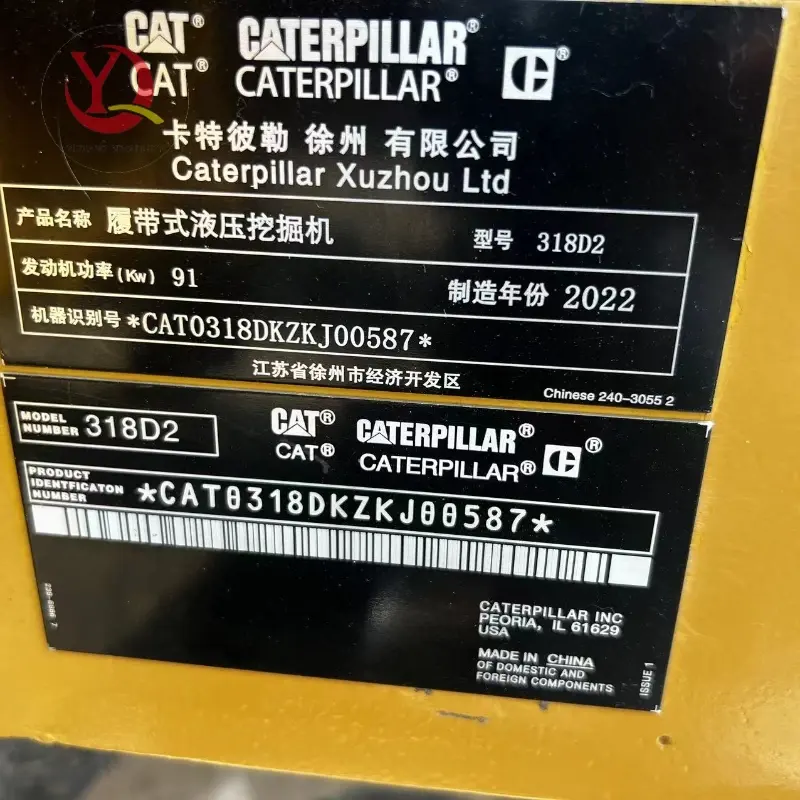 CAT® CATERPILLAR®
CAT® CATERPILLAR® ®
卡特彼勒 徐州 有限公司
Caterpillar Xuzhou Ltd
产品名称 履带式液压挖掘机 型号 318D2
发动机功率(Kw) 91 制造年份 2022
机器识别号 *CAT0318DKZKJ00587*
江苏省徐州市经济开发区
Chinese 240-3055 2
MODEL NUMBER 318D2
CAT® CATERPILLAR® ®
CAT® CATERPILLAR®
PRODUCT
IDENTFICATON
NUMBER *CAT0318DKZKJ00587*
CATERPILLAR INC
PEORIA, IL 61629
USA
MADE IN CHINA
OF DOMESTIC AND
FOREIGN COMPONENTS
ISSUE 1